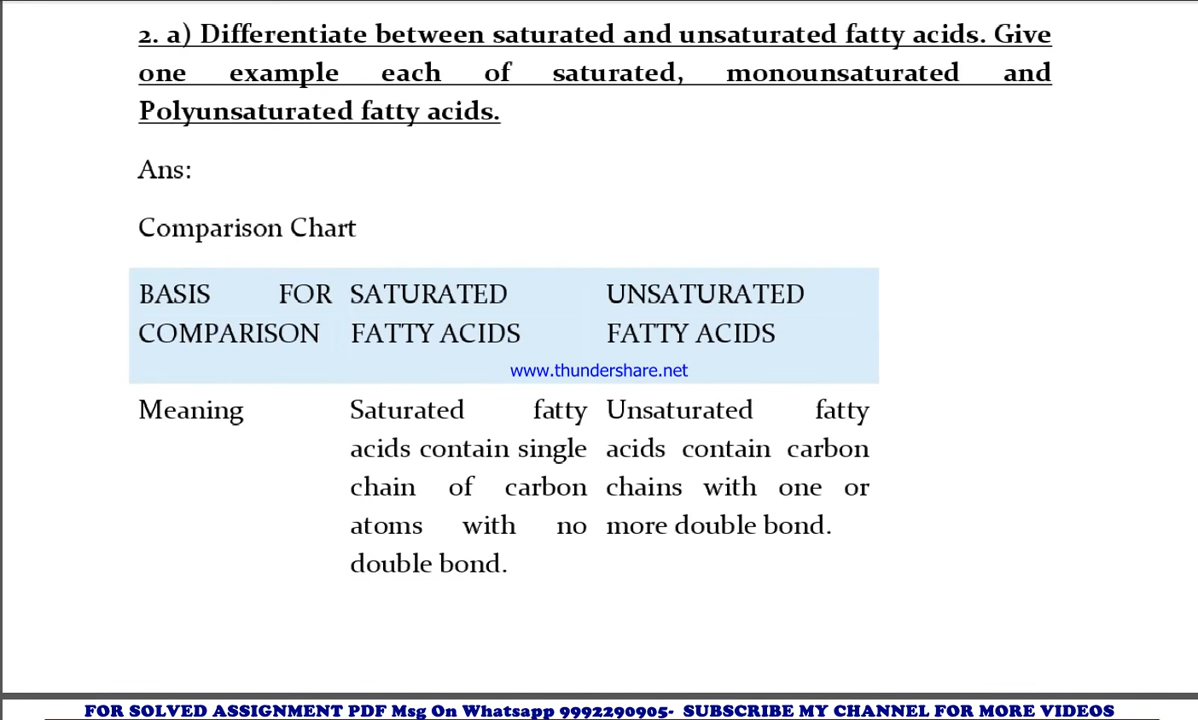 2. a) Differentiate between saturated and unsaturated fatty acids. Give
one example each of saturated, monounsaturated and
Polyunsaturated fatty acids.
Ans:
Comparison Chart
BASIS FOR SATURATED UNSATURATED
COMPARISON FATTY ACIDS FATTY ACIDS
www.thundershare.net
Meaning Saturated fatty Unsaturated fatty
acids contain single acids contain carbon
chain of carbon chains with one or
atoms with no more double bond.
double bond.
FOR SOLVED ASSIGNMENT PDF Msg On Whatsapp 9992290905- SUBSCRIBE MY CHANNEL FOR MORE VIDEOS